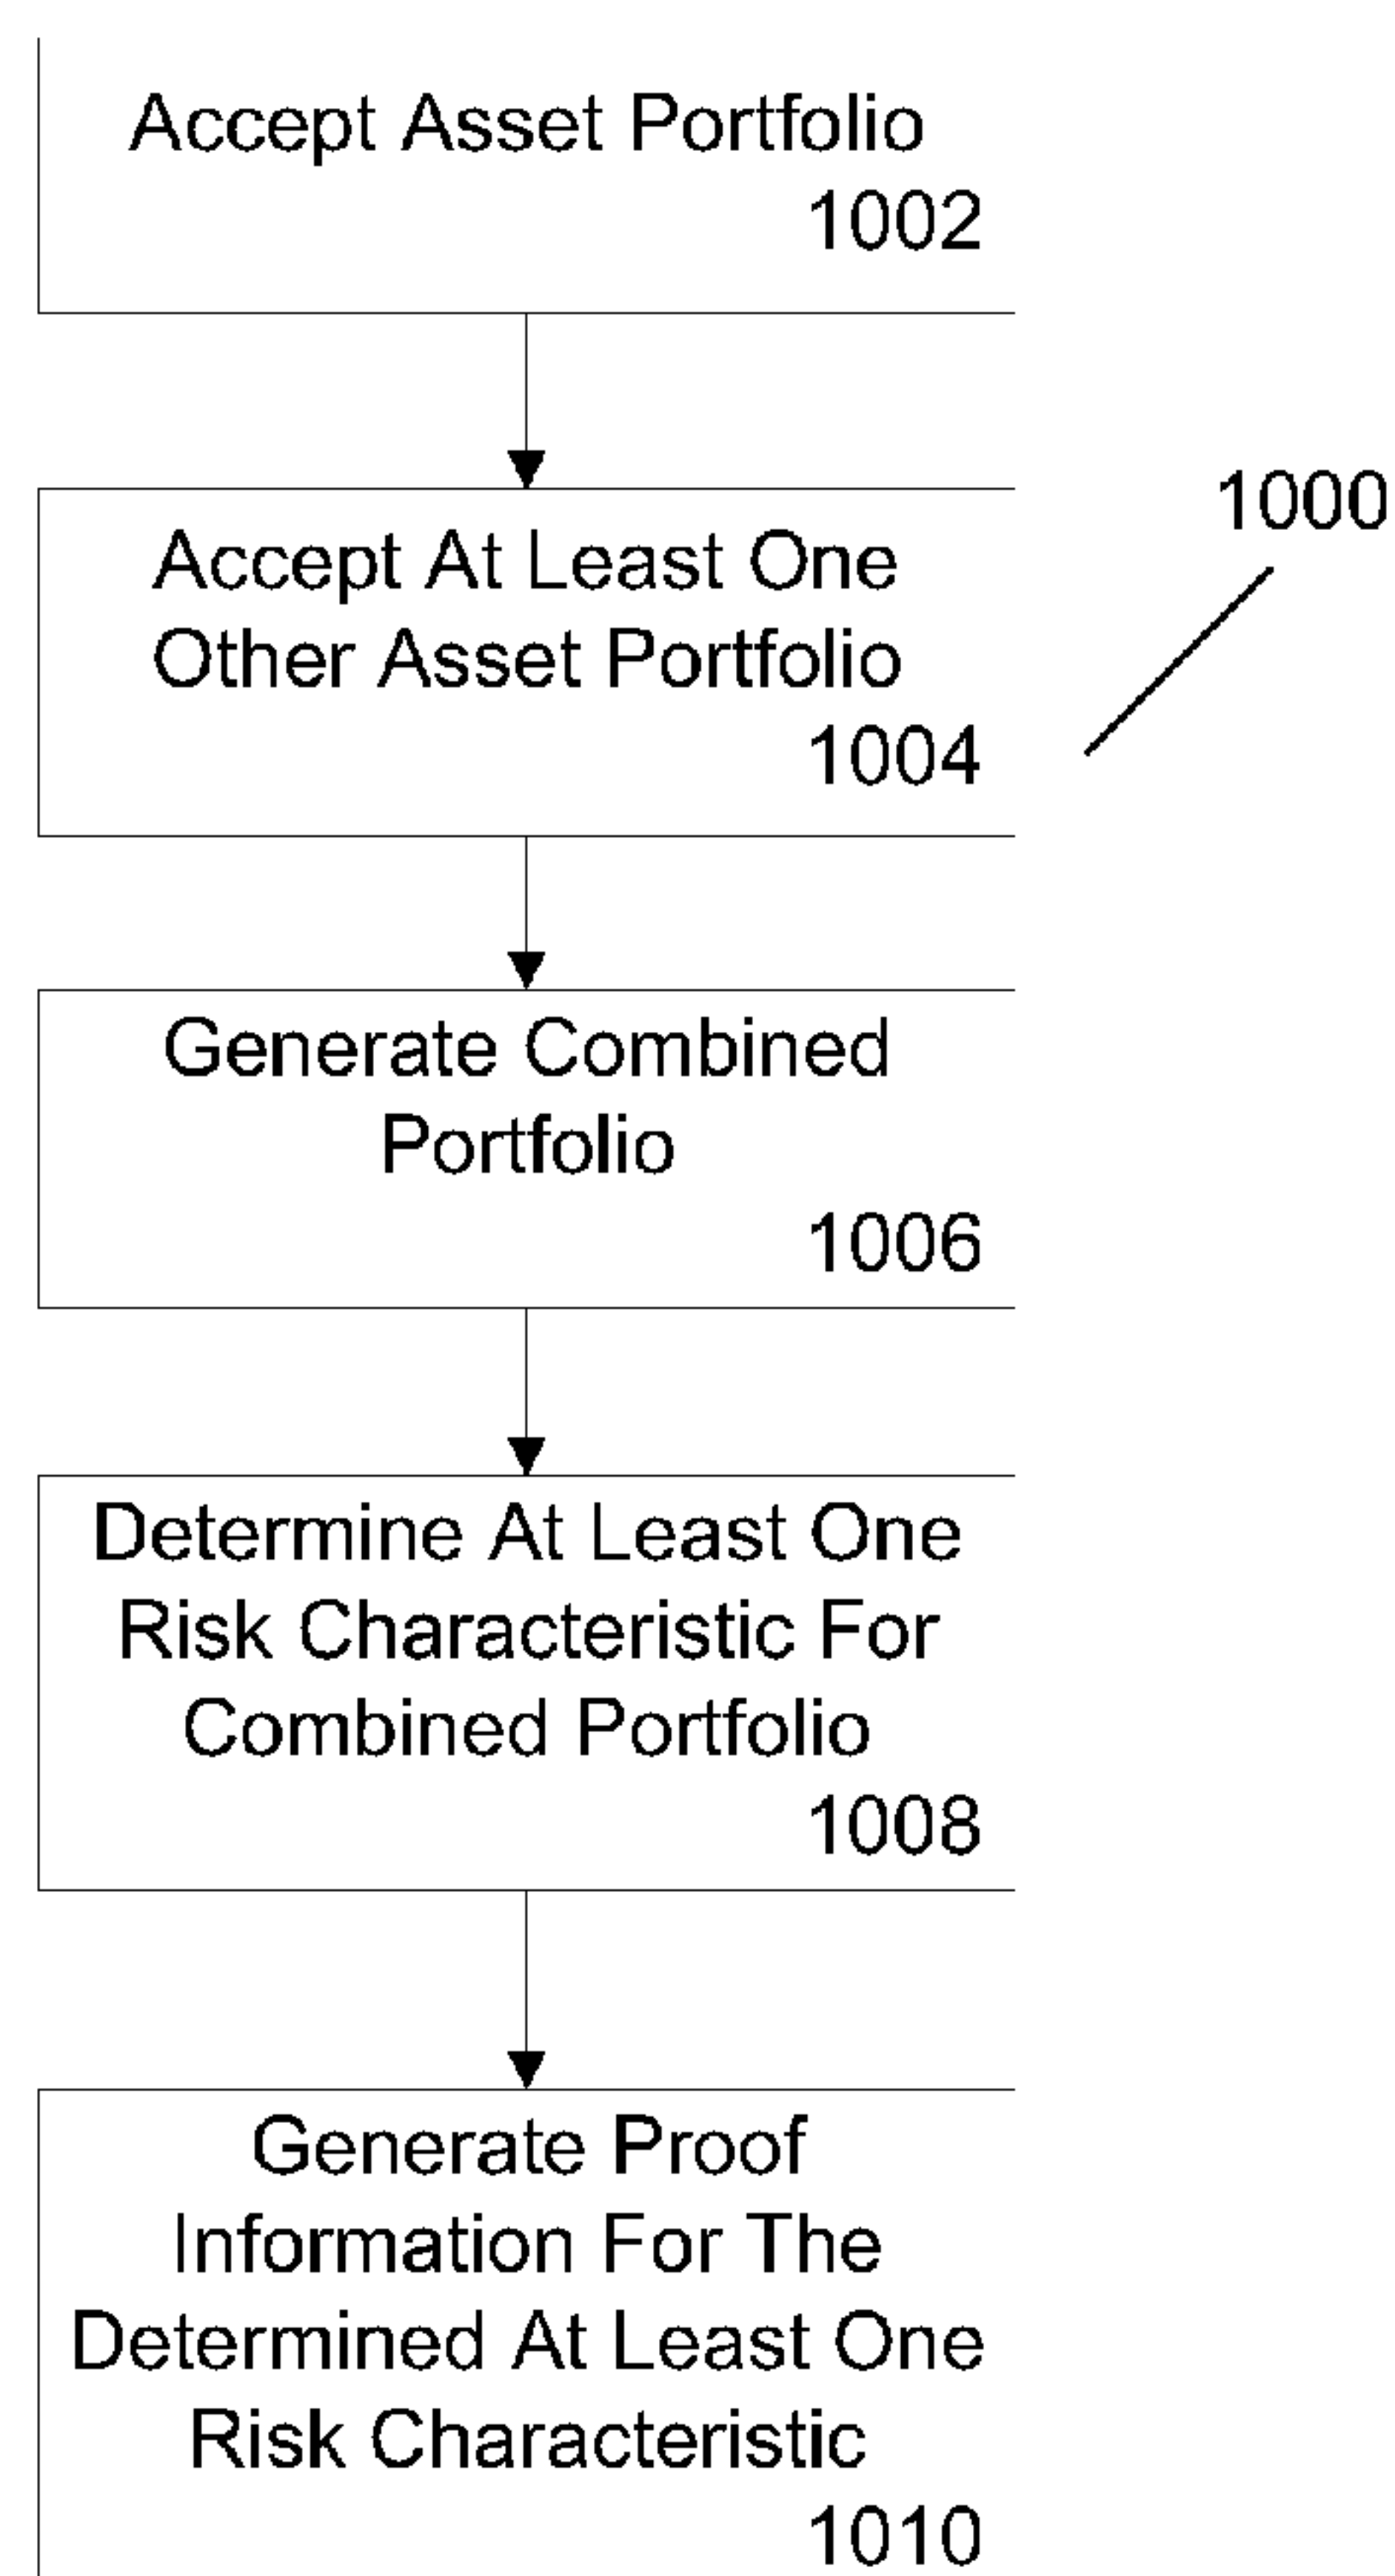 Accept Asset Portfolio
1002
1000
Accept At Least One
Other Asset Portfolio
1004
Generate Combined
Portfolio
1006
Determine At Least One
Risk Characteristic For
Combined Portfolio
1008
Generate Proof
Information For The
Determined At Least One
Risk Characteristic
1010